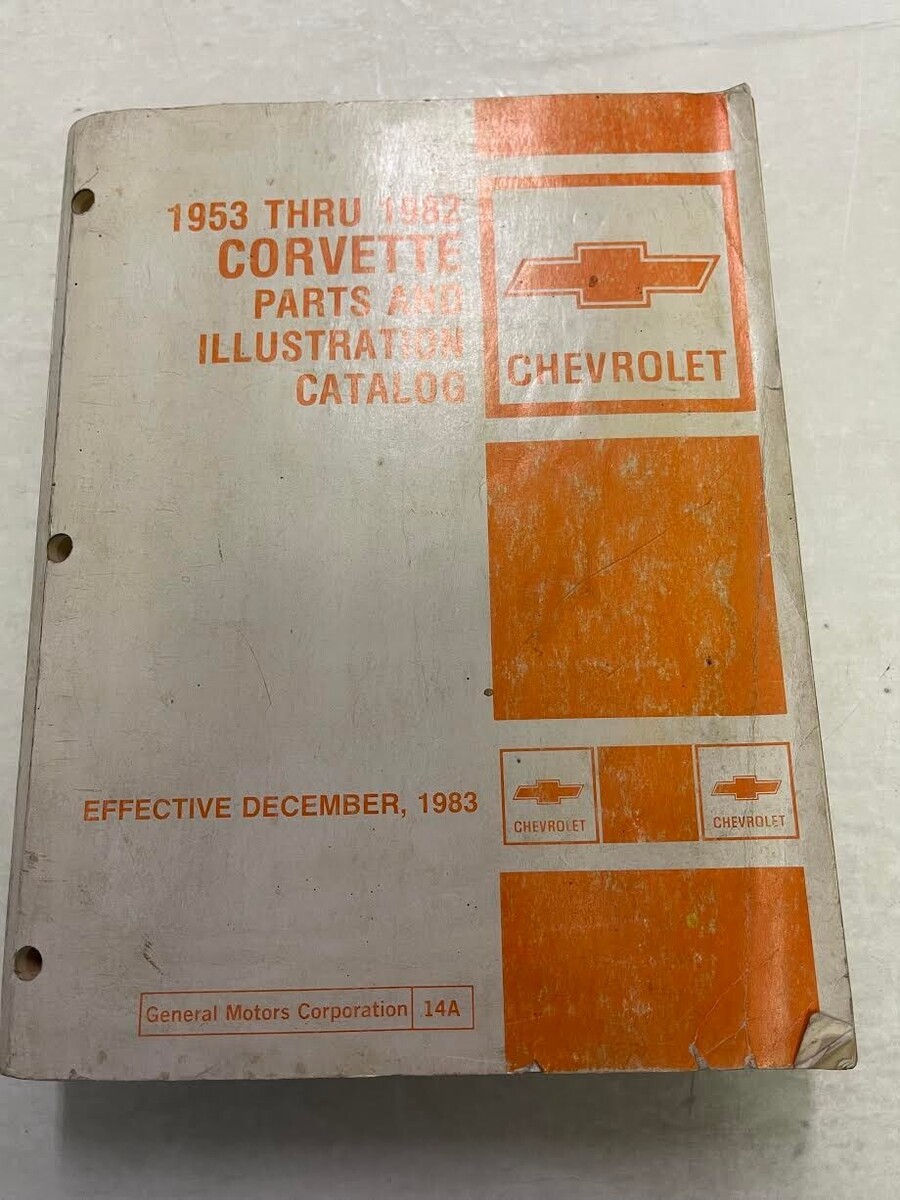 1953 THRU 1982
CORVETTE
PARTS AND
ILLUSTRATION
CATALOG
CHEVROLET
EFFECTIVE DECEMBER, 1983
CHEVROLET
CHEVROLET
General Motors Corporation 14A